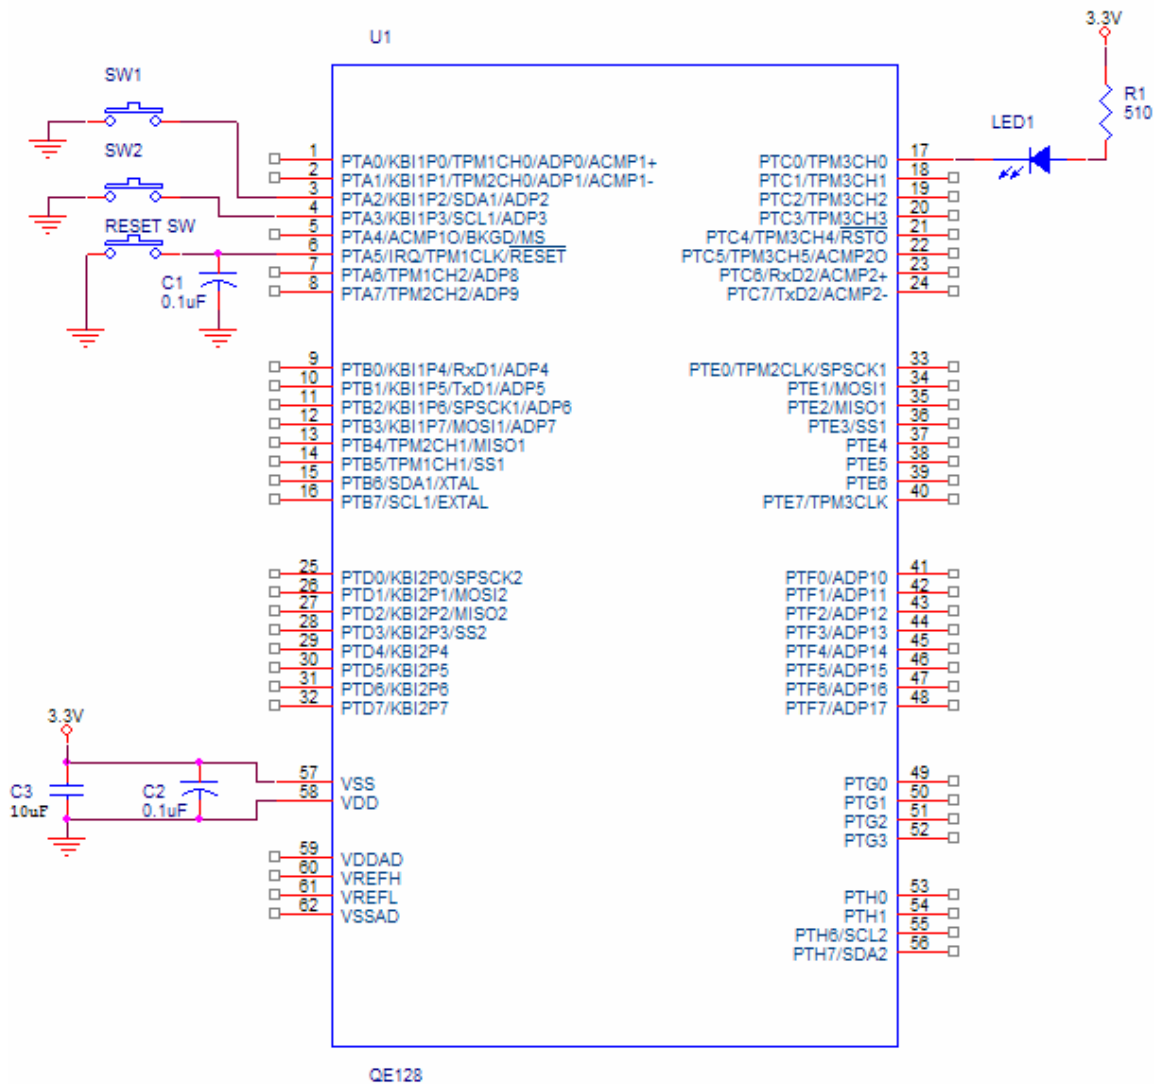 U1
3.3V
SW1
R1
510
LED1
SW2
RESET SW
C1
0.1uF
1 PTA0/KBI1P0/TPM1CH0/ADP0/ACMP1+
2 PTA1/KBI1P1/TPM2CH0/ADP1/ACMP1-
3 PTA2/KBI1P2/SDA1/ADP2
4 PTA3/KBI1P3/SCL1/ADP3
5 PTA4/ACMP1O/BKGD/MS
6 PTA5/IRQ/TPM1CLK/RESET
7 PTA6/TPM1CH2/ADP8
8 PTA7/TPM2CH2/ADP9
PTC0/TPM3CH0 17
PTC1/TPM3CH1 18
PTC2/TPM3CH2 19
PTC3/TPM3CH3 20
PTC4/TPM3CH4/RSTO 21
PTC5/TPM3CH5/ACMP2O 22
PTC6/RxD2/ACMP2+ 23
PTC7/TxD2/ACMP2- 24
9 PTB0/KBI1P4/RxD1/ADP4
10 PTB1/KBI1P5/TxD1/ADP5
11 PTB2/KBI1P6/SPSCK1/ADP6
12 PTB3/KBI1P7/MOSI1/ADP7
13 PTB4/TPM2CH1/MISO1
14 PTB5/TPM1CH1/SS1
15 PTB6/SDA1/XTAL
16 PTB7/SCL1/EXTAL
PTE0/TPM2CLK/SPSCK1 33
PTE1/MOSI1 34
PTE2/MISO1 35
PTE3/SS1 36
PTE4 37
PTE5 38
PTE6 39
PTE7/TPM3CLK 40
25 PTD0/KBI2P0/SPSCK2
26 PTD1/KBI2P1/MOSI2
27 PTD2/KBI2P2/MISO2
28 PTD3/KBI2P3/SS2
29 PTD4/KBI2P4
30 PTD5/KBI2P5
31 PTD6/KBI2P6
32 PTD7/KBI2P7
PTF0/ADP10 41
PTF1/ADP11 42
PTF2/ADP12 43
PTF3/ADP13 44
PTF4/ADP14 45
PTF5/ADP15 46
PTF6/ADP16 47
PTF7/ADP17 48
3.3V
C3
10uF
C2
0.1uF
57 VSS
58 VDD
59 VDDAD
60 VREFH
61 VREFL
62 VSSAD
PTG0 49
PTG1 50
PTG2 51
PTG3 52
PTH0 53
PTH1 54
PTH6/SCL2 55
PTH7/SDA2 56
QE128